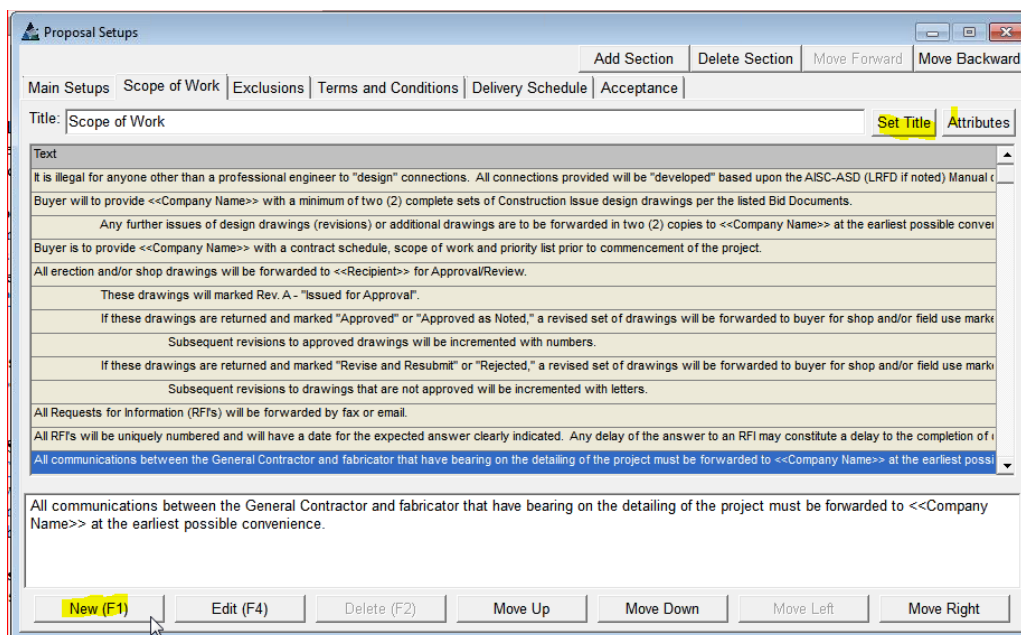 Proposal Setups
Add Section Delete Section Move Forward Move Backward
Main Setups Scope of Work Exclusions Terms and Conditions Delivery Schedule Acceptance
Title: Scope of Work Set Title Attributes
Text
It is illegal for anyone other than a professional engineer to "design" connections. All connections provided will be "developed" based upon the AISC-ASD (LRFD if noted) Manual
Buyer will to provide <<Company Name>> with a minimum of two (2) complete sets of Construction Issue design drawings per the listed Bid Documents.
Any further issues of design drawings (revisions) or additional drawings are to be forwarded in two (2) copies to <<Company Name>> at the earliest possible
Buyer is to provide <<Company Name>> with a contract schedule, scope of work and priority list prior to commencement of the project.
All erection and/or shop drawings will be forwarded to <<Recipient>> for Approval/Review.
These drawings will marked Rev. A - "Issued for Approval".
If these drawings are returned and marked "Approved" or "Approved as Noted," a revised set of drawings will be forwarded to buyer for shop and/or field use
Subsequent revisions to approved drawings will be incremented with numbers.
If these drawings are returned and marked "Revise and Resubmit" or "Rejected," a revised set of drawings will be forwarded to buyer for shop and/or field use
Subsequent revisions to drawings that are not approved will be incremented with letters.
All Requests for Information (RFI's) will be forwarded by fax or email.
All RFI's will be uniquely numbered and will have a date for the expected answer clearly indicated. Any delay of the answer to an RFI may constitute a delay to the completion of
All communications between the General Contractor and fabricator that have bearing on the detailing of the project must be forwarded to <<Company Name>> at the earliest
All communications between the General Contractor and fabricator that have bearing on the detailing of the project must be forwarded to <<Company
Name>> at the earliest possible convenience.
New (F1) Edit (F4) Delete (F2) Move Up Move Down Move Left Move Right